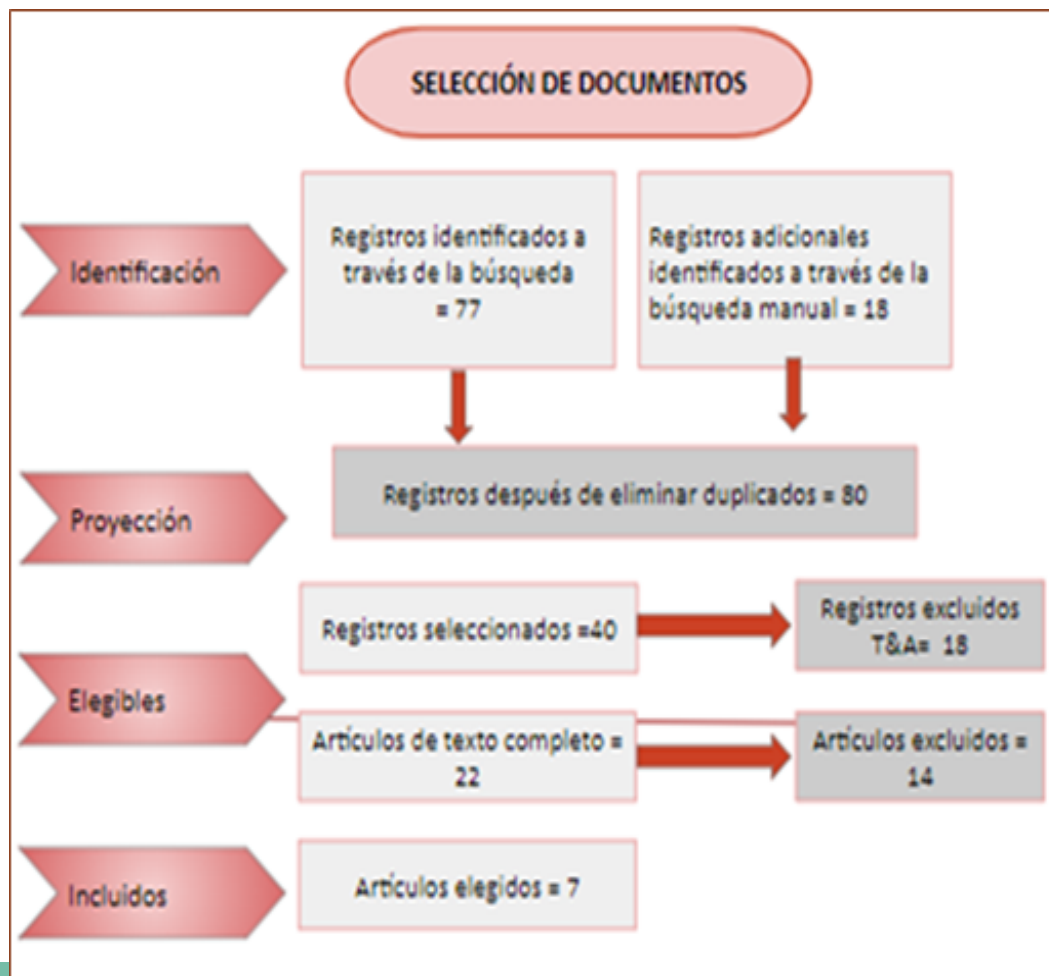 SELECCIÓN DE DOCUMENTOS
Identificación
Registros identificados a
través de la búsqueda
= 77
Registros adicionales
identificados a través de la
búsqueda manual = 18
Proyección
Registros después de eliminar duplicados = 80
Elegibles
Registros seleccionados =40
Registros excluidos
T&A= 18
Artículos de texto completo =
22
Artículos excluidos =
14
Incluidos
Artículos elegidos = 7